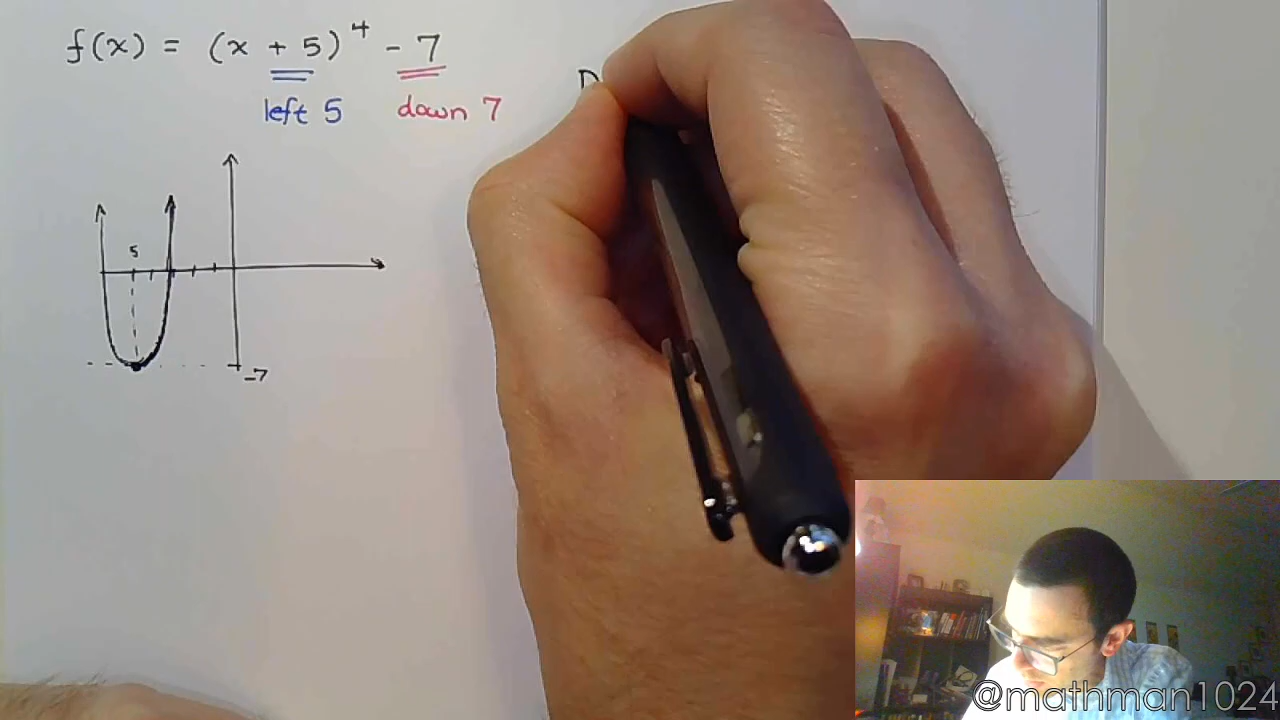 f(x) = (x + 5)^4 - 7
left 5 down 7
D
5
-7
@mathman1024